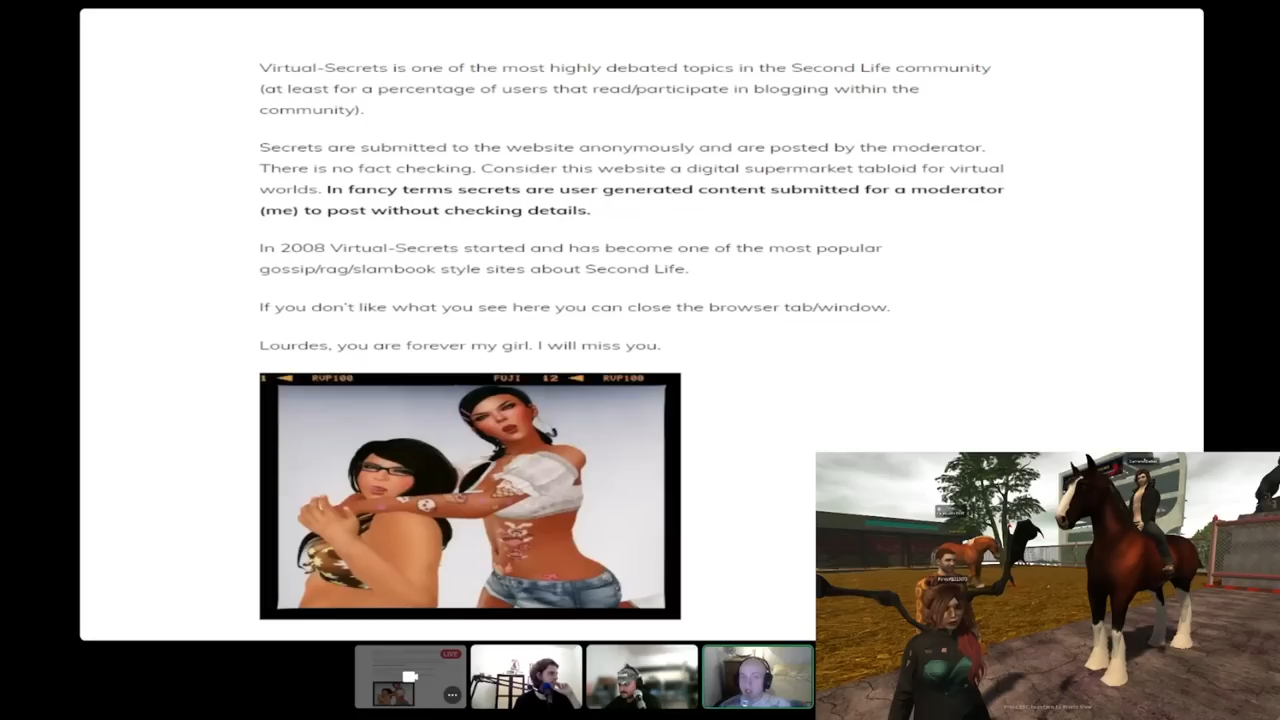 Virtual-Secrets is one of the most highly debated topics in the Second Life community
(at least for a percentage of users that read/participate in blogging within the
community).
Secrets are submitted to the website anonymously and are posted by the moderator.
There is no fact checking. Consider this website a digital supermarket tabloid for virtual
worlds. In fancy terms secrets are user generated content submitted for a moderator
(me) to post without checking details.
In 2008 Virtual-Secrets started and has become one of the most popular
gossip/rag/slambook style sites about Second Life.
If you don't like what you see here you can close the browser tab/window.
Lourdes, you are forever my girl. I will miss you.
1 RVP100 FUJI 12 RVP100
LIVE